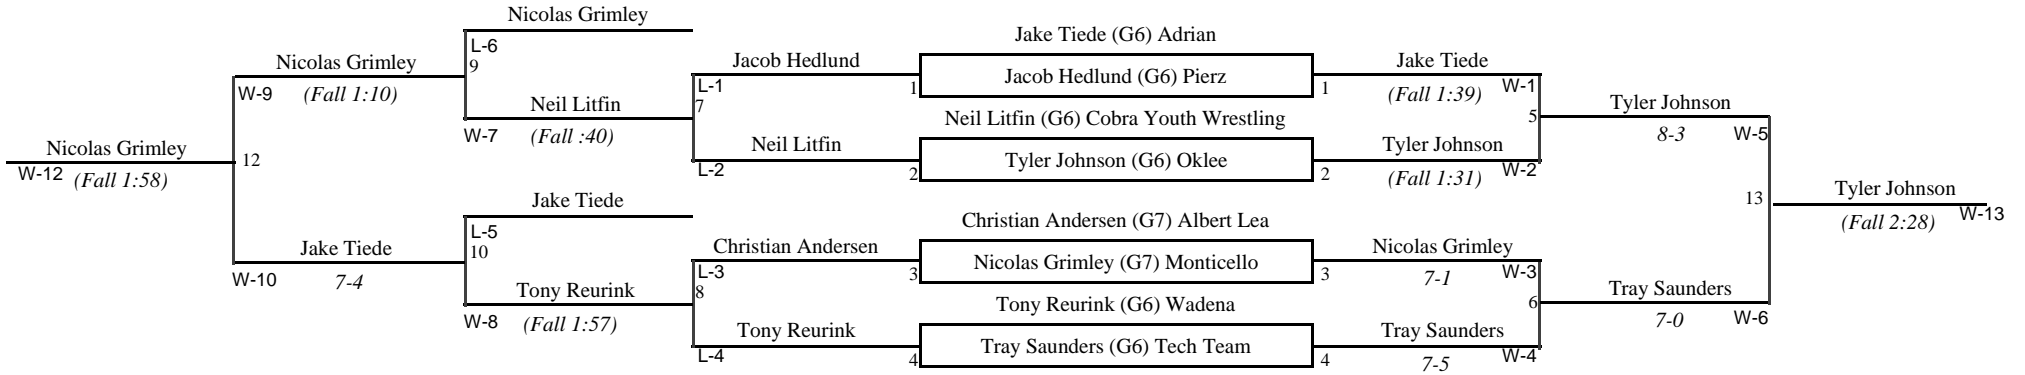 Nicolas Grimley
L-6
9
Nicolas Grimley
W-9 (Fall 1:10)
Neil Litfin
W-7 (Fall :40)
Nicolas Grimley
W-12 (Fall 1:58)
12
Jake Tiede
L-5
10
Jake Tiede
W-10 7-4
Tony Reurink
W-8 (Fall 1:57)
Jacob Hedlund
L-1
7
1
Neil Litfin
L-2
2
Christian Andersen
L-3
8
3
Tony Reurink
L-4
4
Jake Tiede (G6) Adrian
Jacob Hedlund (G6) Pierz
Neil Litfin (G6) Cobra Youth Wrestling
Tyler Johnson (G6) Oklee
Christian Andersen (G7) Albert Lea
Nicolas Grimley (G7) Monticello
Tony Reurink (G6) Wadena
Tray Saunders (G6) Tech Team
Jake Tiede
1 (Fall 1:39) W-1
5
Tyler Johnson
2 (Fall 1:31) W-2
Nicolas Grimley
3 7-1 W-3
6
Tray Saunders
4 7-5 W-4
Tyler Johnson
8-3 W-5
13
Tray Saunders
7-0 W-6
Tyler Johnson
(Fall 2:28) W-13